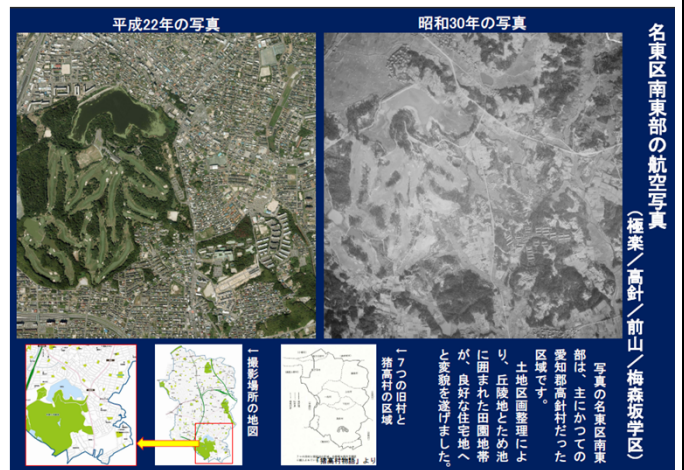 名東区南東部の航空写真
(極楽/高針/前山/梅森坂学区)
昭和30年の写真
平成22年の写真
写真の名東区南東
部は、主にかつての
愛知郡高針村だった
区域です。
土地区画整理によ
り、丘陵地とため池
に囲まれた田園地帯
が、良好な住宅地へ
と変貌を遂げました。
←7つの旧村と
猪高村の区域
「猪高村物語」より
←撮影場所の地図